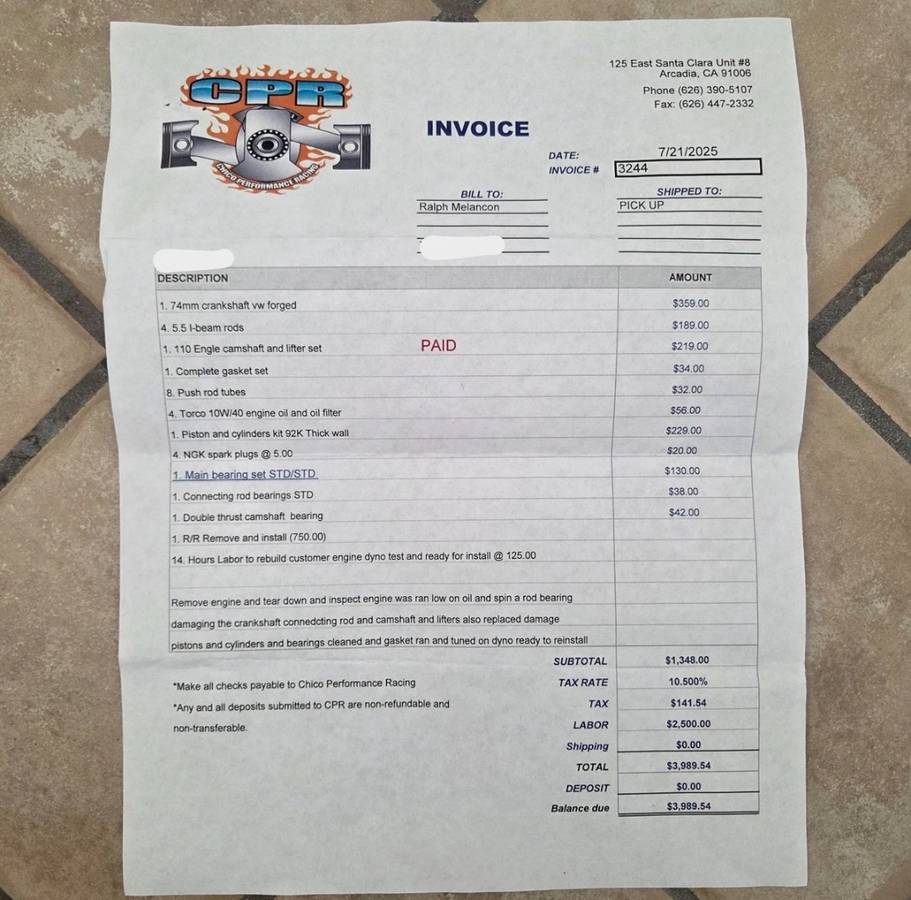 CPR
CHICO PERFORMANCE RACING
125 East Santa Clara Unit #8
Arcadia, CA 91006
Phone (626) 390-5107
Fax: (626) 447-2332
INVOICE
DATE: 7/21/2025
INVOICE # 3244
BILL TO: SHIPPED TO:
Ralph Melancon PICK UP
DESCRIPTION AMOUNT
1. 74mm crankshaft vw forged $359.00
4. 5.5 I-beam rods $189.00
1. 110 Engle camshaft and lifter set PAID $219.00
1. Complete gasket set $34.00
8. Push rod tubes $32.00
4. Torco 10W/40 engine oil and oil filter $56.00
1. Piston and cylinders kit 92K Thick wall $229.00
4. NGK spark plugs @ 5.00 $20.00
1. Main bearing set STD/STD $130.00
1. Connecting rod bearings STD $38.00
1. Double thrust camshaft bearing $42.00
1. R/R Remove and install (750.00)
14. Hours Labor to rebuild customer engine dyno test and ready for install @ 125.00
Remove engine and tear down and inspect engine was ran low on oil and spin a rod bearing
damaging the crankshaft connedcting rod and camshaft and lifters also replaced damage
pistons and cylinders and bearings cleaned and gasket ran and tuned on dyno ready to reinstall
SUBTOTAL $1,348.00
*Make all checks payable to Chico Performance Racing TAX RATE 10.500%
*Any and all deposits submitted to CPR are non-refundable and TAX $141.54
non-transferable. LABOR $2,500.00
Shipping $0.00
TOTAL $3,989.54
DEPOSIT $0.00
Balance due $3,989.54